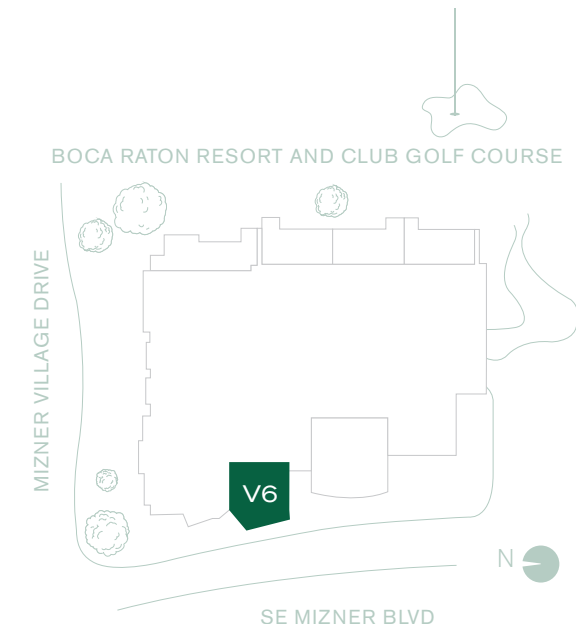 BOCA RATON RESORT AND CLUB GOLF COURSE
MIZNER VILLAGE DRIVE
V6
N
SE MIZNER BLVD